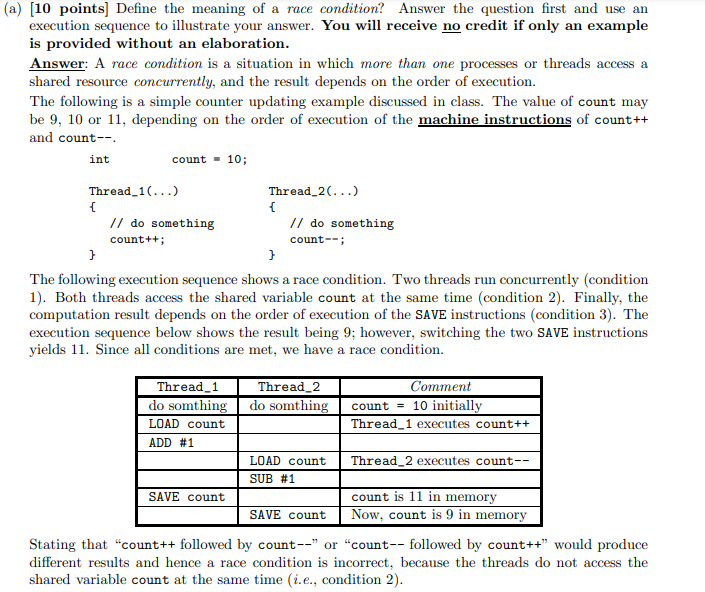 (a) [10 points] Define the meaning of a race condition? Answer the question first and use an
execution sequence to illustrate your answer. You will receive no credit if only an example
is provided without an elaboration.
Answer: A race condition is a situation in which more than one processes or threads access a
shared resource concurrently, and the result depends on the order of execution.
The following is a simple counter updating example discussed in class. The value of count may
be 9, 10 or 11, depending on the order of execution of the machine instructions of count++
and count--.
int count = 10;
Thread_1(...) Thread_2(...)
{ {
// do something // do something
count++; count--;
} }
The following execution sequence shows a race condition. Two threads run concurrently (condition
1). Both threads access the shared variable count at the same time (condition 2). Finally, the
computation result depends on the order of execution of the SAVE instructions (condition 3). The
execution sequence below shows the result being 9; however, switching the two SAVE instructions
yields 11. Since all conditions are met, we have a race condition.
Thread_1 Thread_2 Comment
do somthing do somthing count = 10 initially
LOAD count Thread_1 executes count++
ADD #1
LOAD count Thread_2 executes count--
SUB #1
SAVE count count is 11 in memory
SAVE count Now, count is 9 in memory
Stating that “count++ followed by count--” or “count-- followed by count++” would produce
different results and hence a race condition is incorrect, because the threads do not access the
shared variable count at the same time (i.e., condition 2).